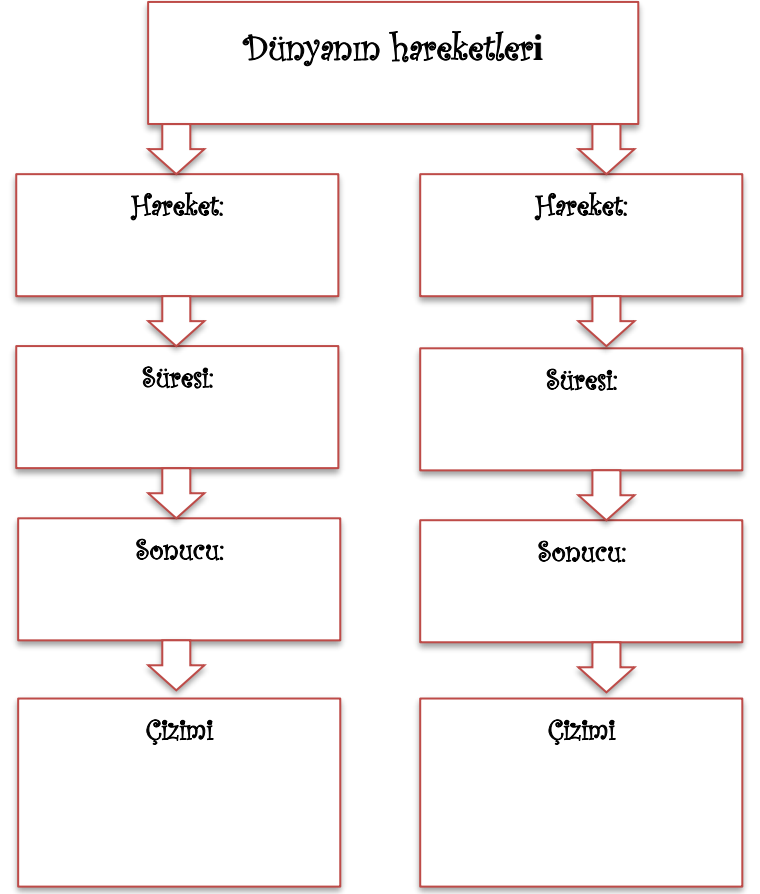 Dünyanın hareketleri
Hareket:
Hareket:
Süresi:
Süresi:
Sonucu:
Sonucu:
Çizimi
Çizimi